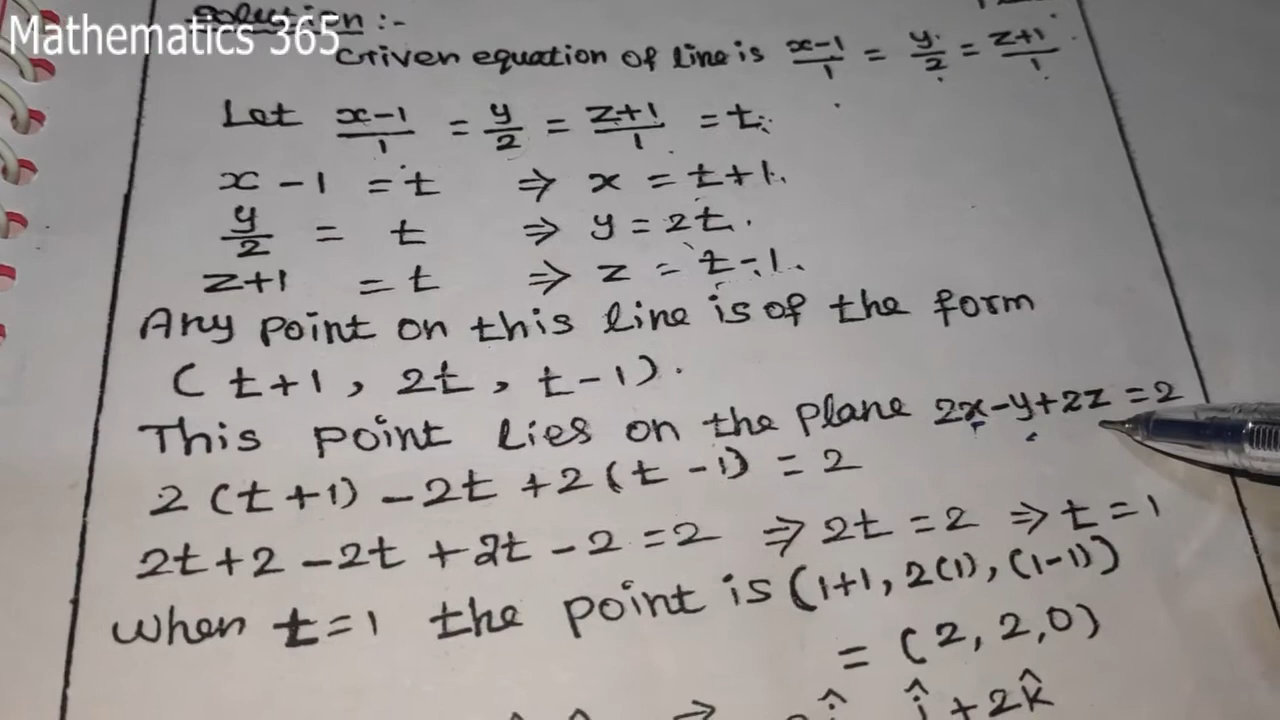 Solution :-
Mathematics 365
Given equation of line is x-1/1 = y/2 = z+1/1
Let x-1/1 = y/2 = z+1/1 = t
x - 1 = t ⇒ x = t+1.
y/2 = t ⇒ y = 2t.
z+1 = t ⇒ z = t-1.
Any point on this line is of the form
( t+1 , 2t , t-1).
This point lies on the plane 2x-y+2z = 2
2(t+1) - 2t + 2(t-1) = 2
2t+2 - 2t + 2t - 2 = 2 ⇒ 2t = 2 ⇒ t = 1
when t=1 the point is (1+1, 2(1), (1-1))
= (2, 2, 0)
+ 2k̂